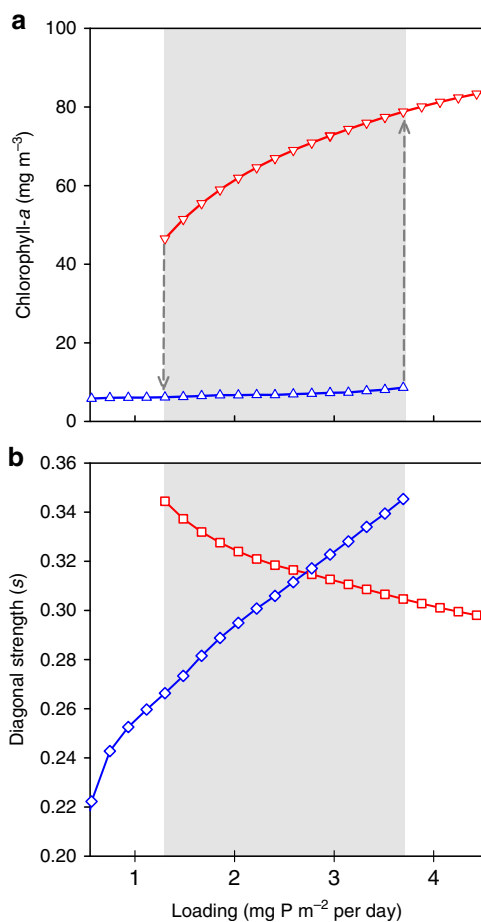 a
100
80
60
40
20
0
Chlorophyll-a (mg m⁻³)
b
0.36
0.34
0.32
0.30
0.28
0.26
0.24
0.22
0.20
Diagonal strength (s)
1 2 3 4
Loading (mg P m⁻² per day)